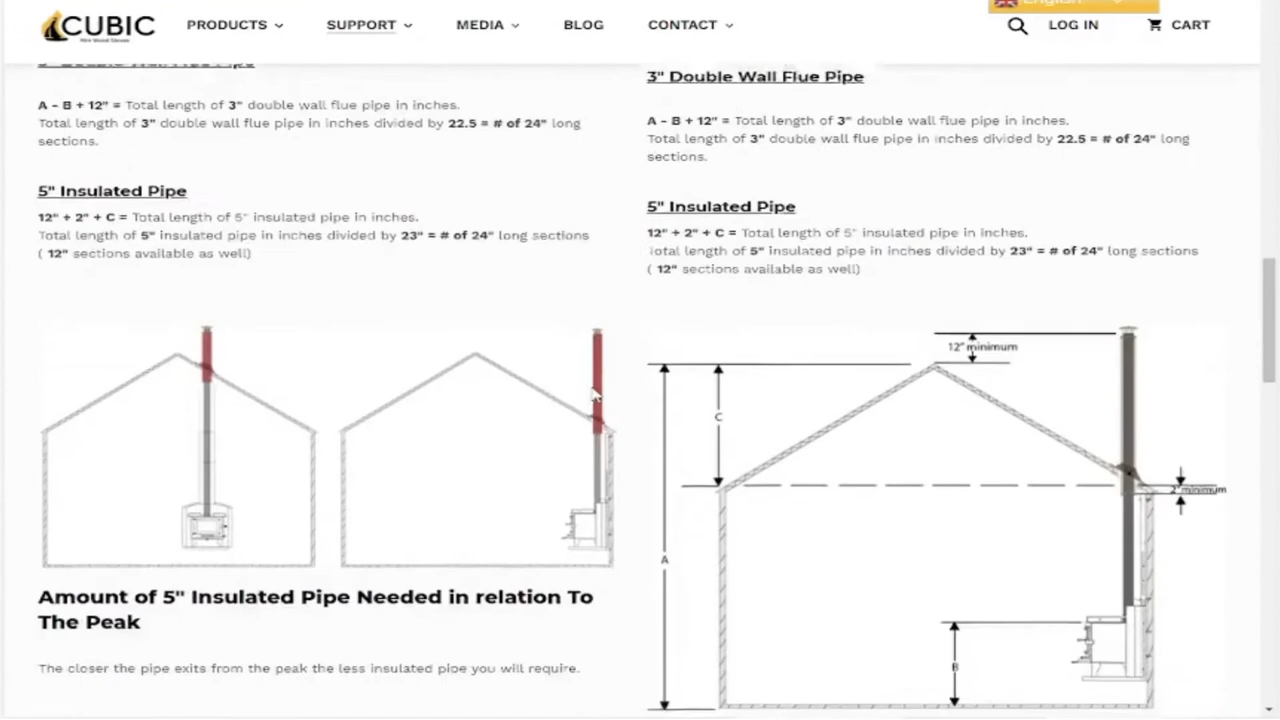 CUBIC
Mini Wood Stoves
PRODUCTS
SUPPORT
MEDIA
BLOG
CONTACT
English
LOG IN
CART
A - B + 12" = Total length of 3" double wall flue pipe in inches.
Total length of 3" double wall flue pipe in inches divided by 22.5 = # of 24" long
sections.
5" Insulated Pipe
12" + 2" + C = Total length of 5" insulated pipe in inches.
Total length of 5" insulated pipe in inches divided by 23" = # of 24" long sections
( 12" sections available as well)
Amount of 5" Insulated Pipe Needed in relation To
The Peak
The closer the pipe exits from the peak the less insulated pipe you will require.
3" Double Wall Flue Pipe
A - B + 12" = Total length of 3" double wall flue pipe in inches.
Total length of 3" double wall flue pipe in inches divided by 22.5 = # of 24" long
sections.
5" Insulated Pipe
12" + 2" + C = Total length of 5" insulated pipe in inches.
Total length of 5" insulated pipe in inches divided by 23" = # of 24" long sections
( 12" sections available as well)
12" minimum
C
2" minimum
A
B